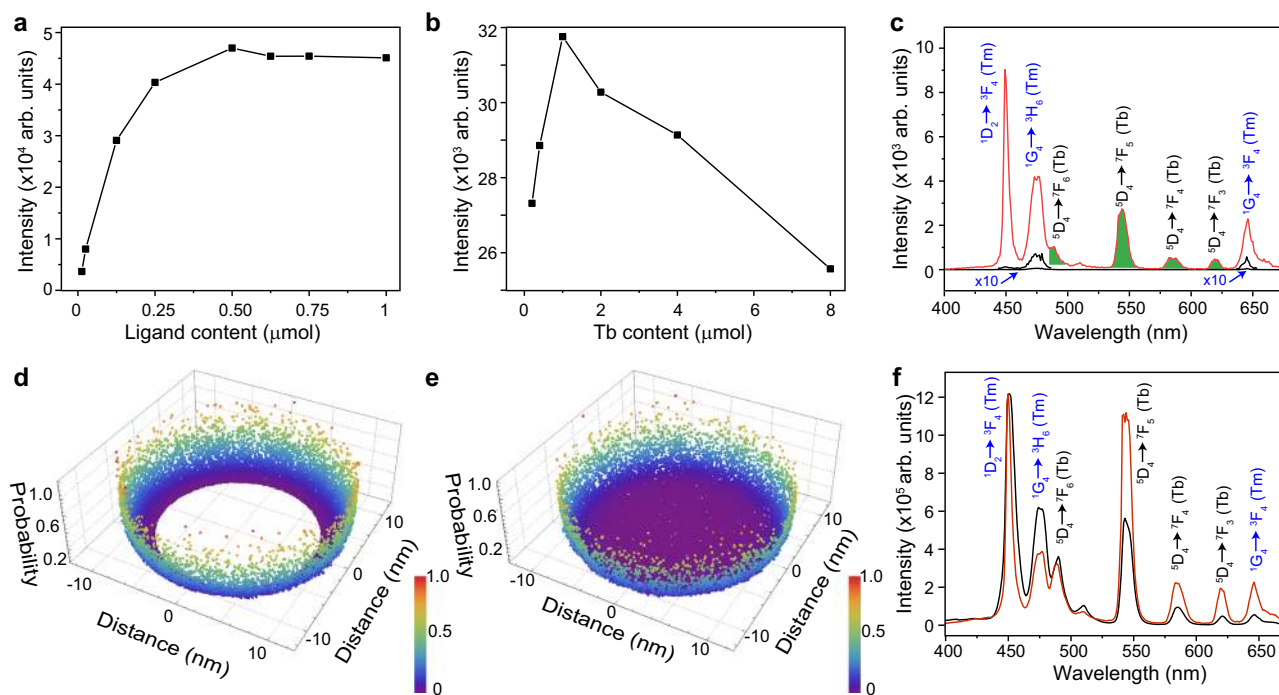 a
Intensity (x10⁴ arb. units)
5
4
3
2
1
0
0
0.25
0.50
0.75
1
Ligand content (μmol)
b
Intensity (x10³ arb. units)
32
30
28
26
0
2
4
6
8
Tb content (μmol)
c
Intensity (x10³ arb. units)
10
8
6
4
2
0
¹D₂→³F₄ (Tm)
¹G₄→³H₆ (Tm)
⁵D₄→⁷F₆ (Tb)
⁵D₄→⁷F₅ (Tb)
⁵D₄→⁷F₄ (Tb)
⁵D₄→⁷F₃ (Tb)
¹G₄→³F₄ (Tm)
x10
x10
400
450
500
550
600
650
Wavelength (nm)
d
Probability
1.0
0.6
0.2
-10
0
10
Distance (nm)
-10
0
10
Distance (nm)
1.0
0.5
0
e
Probability
1.0
0.6
0.2
-10
0
10
Distance (nm)
-10
0
10
Distance (nm)
1.0
0.5
0
f
Intensity (x10⁵ arb. units)
12
10
8
6
4
2
0
¹D₂→³F₄ (Tm)
¹G₄→³H₆ (Tm)
⁵D₄→⁷F₆ (Tb)
⁵D₄→⁷F₅ (Tb)
⁵D₄→⁷F₄ (Tb)
⁵D₄→⁷F₃ (Tb)
¹G₄→³F₄ (Tm)
400
450
500
550
600
650
Wavelength (nm)